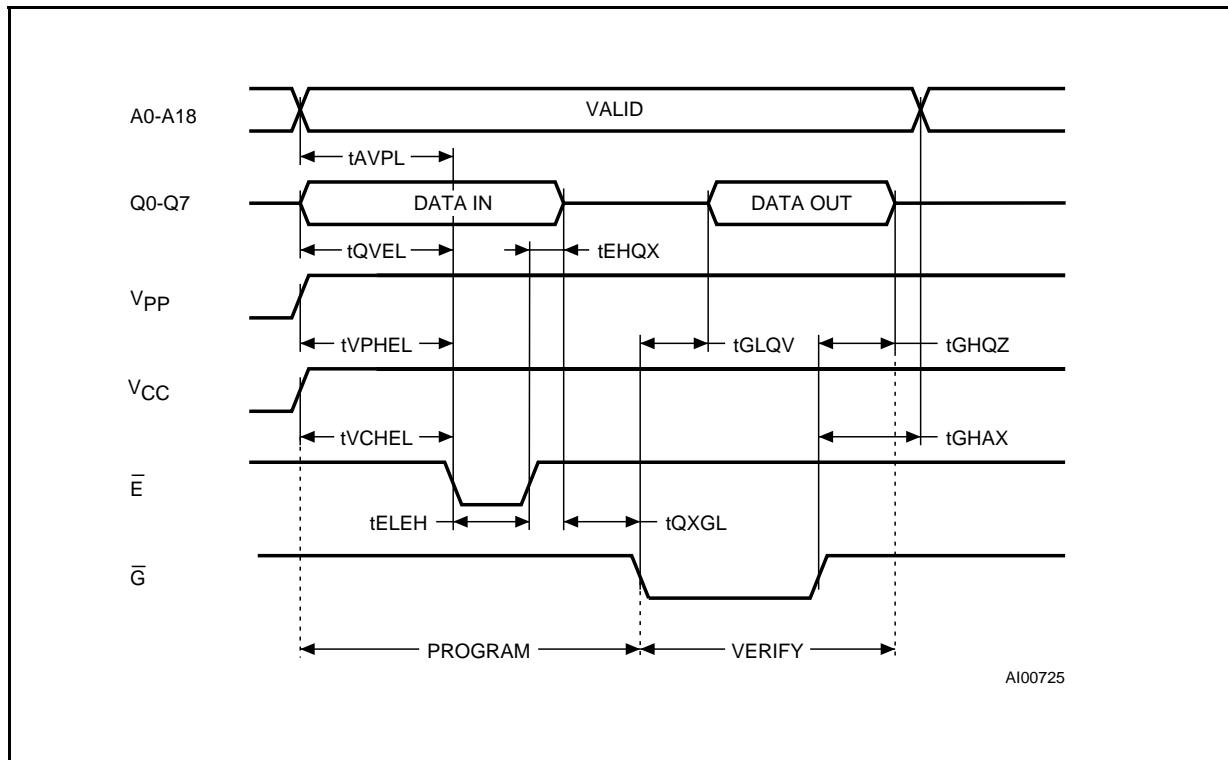 A0-A18
VALID
tAVPL
Q0-Q7
DATA IN
DATA OUT
tQVEL
tEHQX
VPP
tVPHEL
tGLQV
tGHQZ
VCC
tVCHEL
tGHAX
E̅
tELEH
tQXGL
G̅
PROGRAM
VERIFY
AI00725